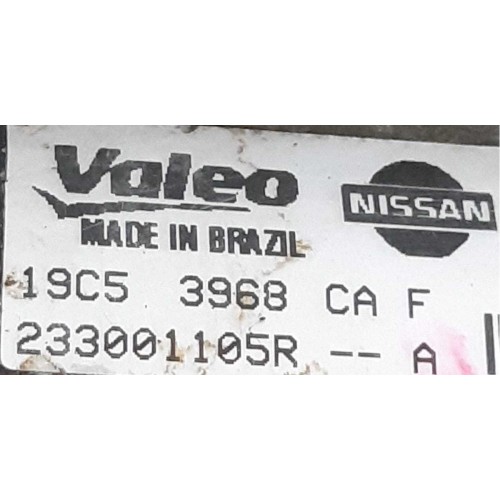 Valeo
NISSAN
MADE IN BRAZIL
19C5 3968 CA F
233001105R -- A